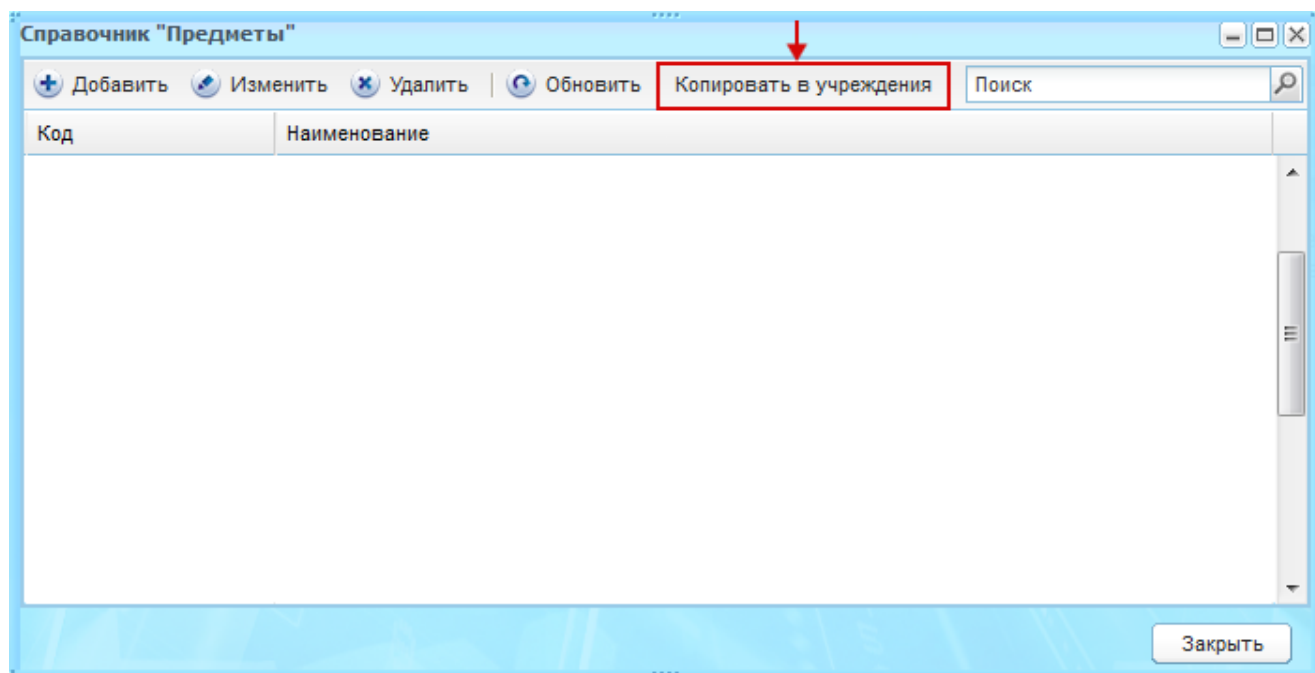 Справочник "Предметы"
Добавить Изменить Удалить Обновить Копировать в учреждения Поиск
Код Наименование
Закрыть